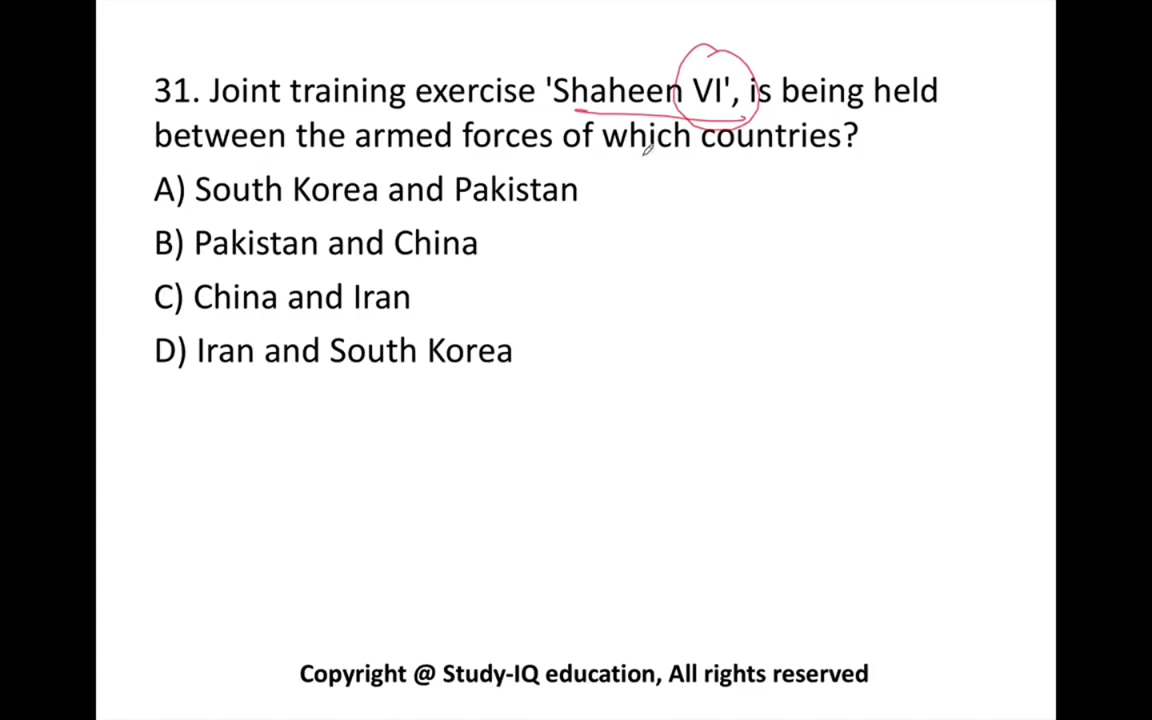 31. Joint training exercise 'Shaheen VI', is being held
between the armed forces of which countries?
A) South Korea and Pakistan
B) Pakistan and China
C) China and Iran
D) Iran and South Korea
Copyright @ Study-IQ education, All rights reserved